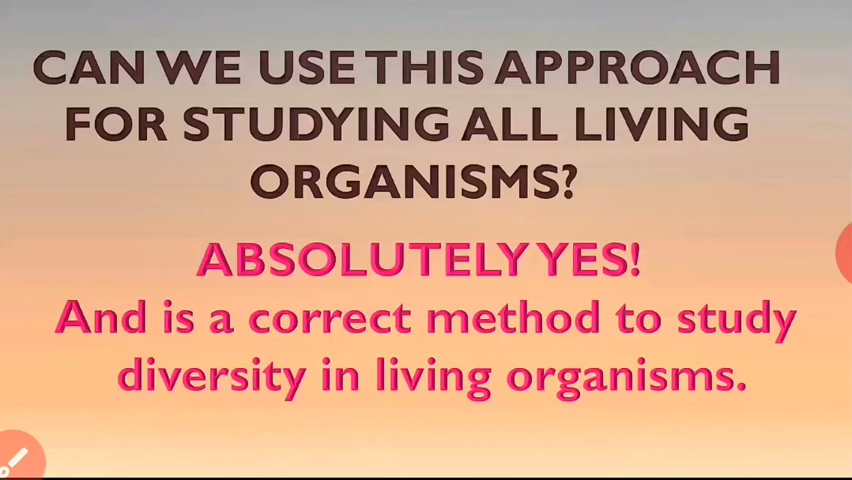 CAN WE USE THIS APPROACH
FOR STUDYING ALL LIVING
ORGANISMS?
ABSOLUTELY YES!
And is a correct method to study
diversity in living organisms.